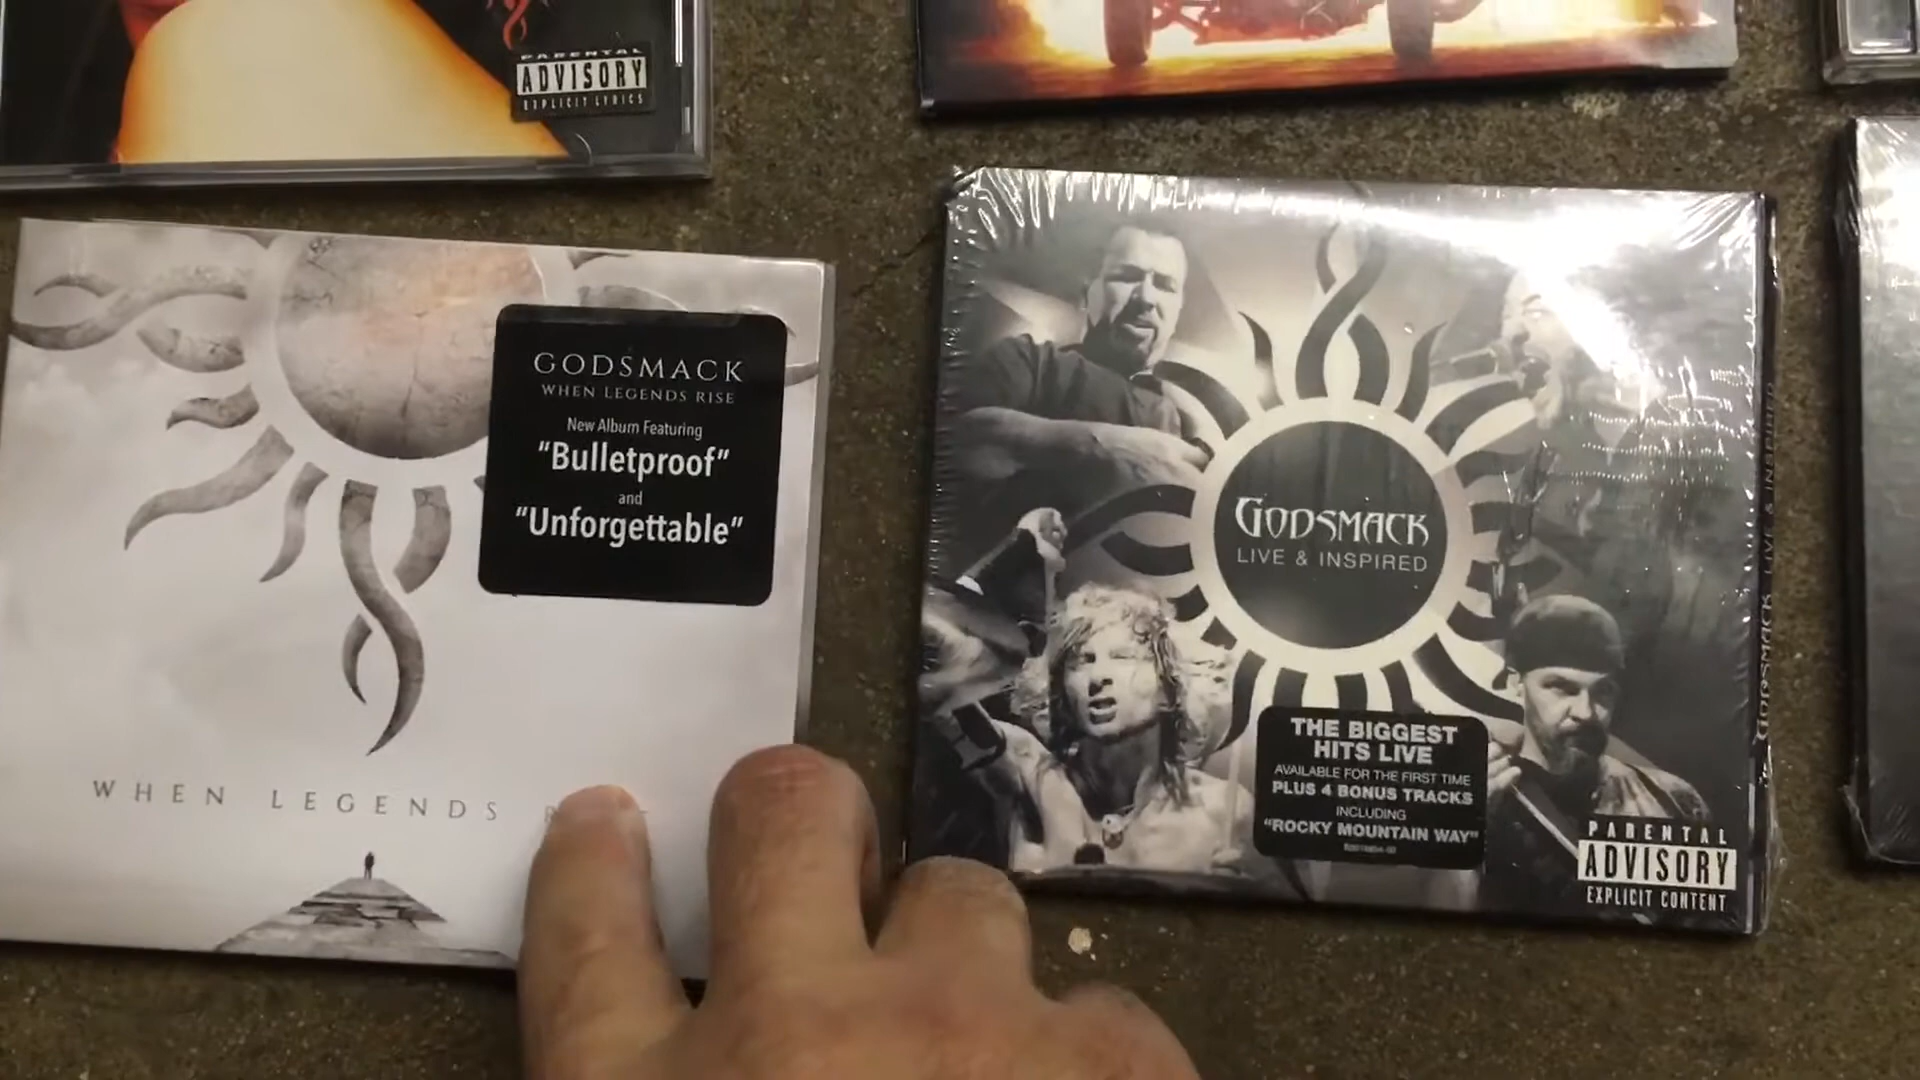 PARENTAL
ADVISORY
EXPLICIT LYRICS
GODSMACK
WHEN LEGENDS RISE
New Album Featuring
"Bulletproof"
and
"Unforgettable"
WHEN LEGENDS
GODSMACK
LIVE & INSPIRED
THE BIGGEST
HITS LIVE
AVAILABLE FOR THE FIRST TIME
PLUS 4 BONUS TRACKS
INCLUDING
"ROCKY MOUNTAIN WAY"
PARENTAL
ADVISORY
EXPLICIT CONTENT
GODSMACK LIVE & INSPIRED